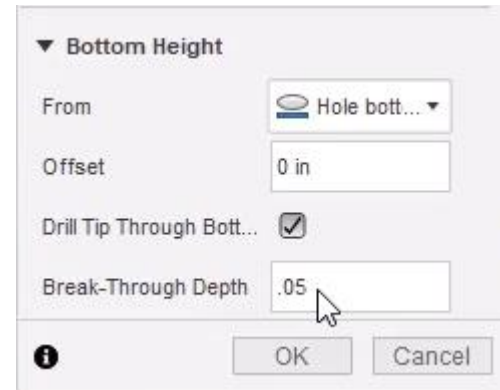 Bottom Height
From Hole bott...
Offset 0 in
Drill Tip Through Bott...
Break-Through Depth .05
OK Cancel